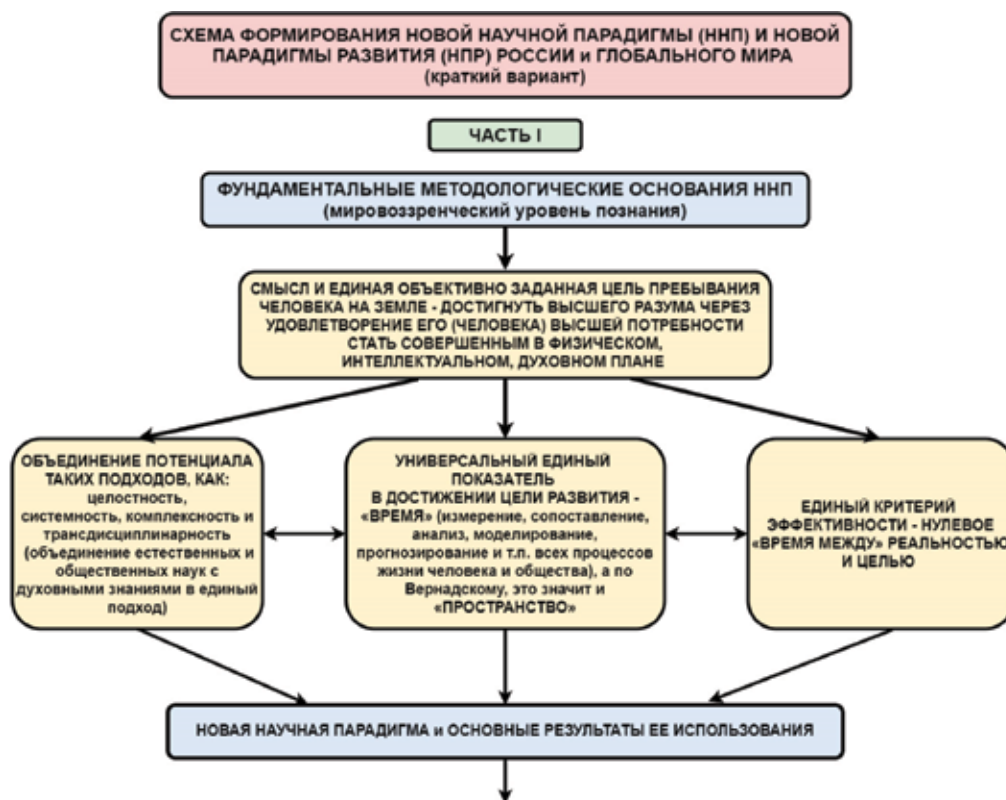 СХЕМА ФОРМИРОВАНИЯ НОВОЙ НАУЧНОЙ ПАРАДИГМЫ (ННП) И НОВОЙ
ПАРАДИГМЫ РАЗВИТИЯ (НПР) РОССИИ и ГЛОБАЛЬНОГО МИРА
(краткий вариант)
ЧАСТЬ I
ФУНДАМЕНТАЛЬНЫЕ МЕТОДОЛОГИЧЕСКИЕ ОСНОВАНИЯ ННП
(мировоззренческий уровень познания)
СМЫСЛ И ЕДИНАЯ ОБЪЕКТИВНО ЗАДАННАЯ ЦЕЛЬ ПРЕБЫВАНИЯ
ЧЕЛОВЕКА НА ЗЕМЛЕ - ДОСТИГНУТЬ ВЫСШЕГО РАЗУМА ЧЕРЕЗ
УДОВЛЕТВОРЕНИЕ ЕГО (ЧЕЛОВЕКА) ВЫСШЕЙ ПОТРЕБНОСТИ
СТАТЬ СОВЕРШЕННЫМ В ФИЗИЧЕСКОМ,
ИНТЕЛЛЕКТУАЛЬНОМ, ДУХОВНОМ ПЛАНЕ
ОБЪЕДИНЕНИЕ ПОТЕНЦИАЛА
ТАКИХ ПОДХОДОВ, КАК:
целостность,
системность, комплексность и
трансдисциплинарность
(объединение естественных и
общественных наук с
духовными знаниями в единый
подход)
УНИВЕРСАЛЬНЫЙ ЕДИНЫЙ
ПОКАЗАТЕЛЬ
В ДОСТИЖЕНИИ ЦЕЛИ РАЗВИТИЯ -
«ВРЕМЯ» (измерение, сопоставление,
анализ, моделирование,
прогнозирование и т.п. всех процессов
жизни человека и общества), а по
Вернадскому, это значит и
«ПРОСТРАНСТВО»
ЕДИНЫЙ КРИТЕРИЙ
ЭФФЕКТИВНОСТИ - НУЛЕВОЕ
«ВРЕМЯ МЕЖДУ» РЕАЛЬНОСТЬЮ
И ЦЕЛЬЮ
НОВАЯ НАУЧНАЯ ПАРАДИГМА и ОСНОВНЫЕ РЕЗУЛЬТАТЫ ЕЕ ИСПОЛЬЗОВАНИЯ